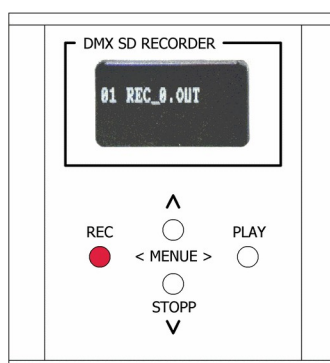 DMX SD RECORDER
01 REC_0.OUT
REC
PLAY
< MENUE >
STOPP